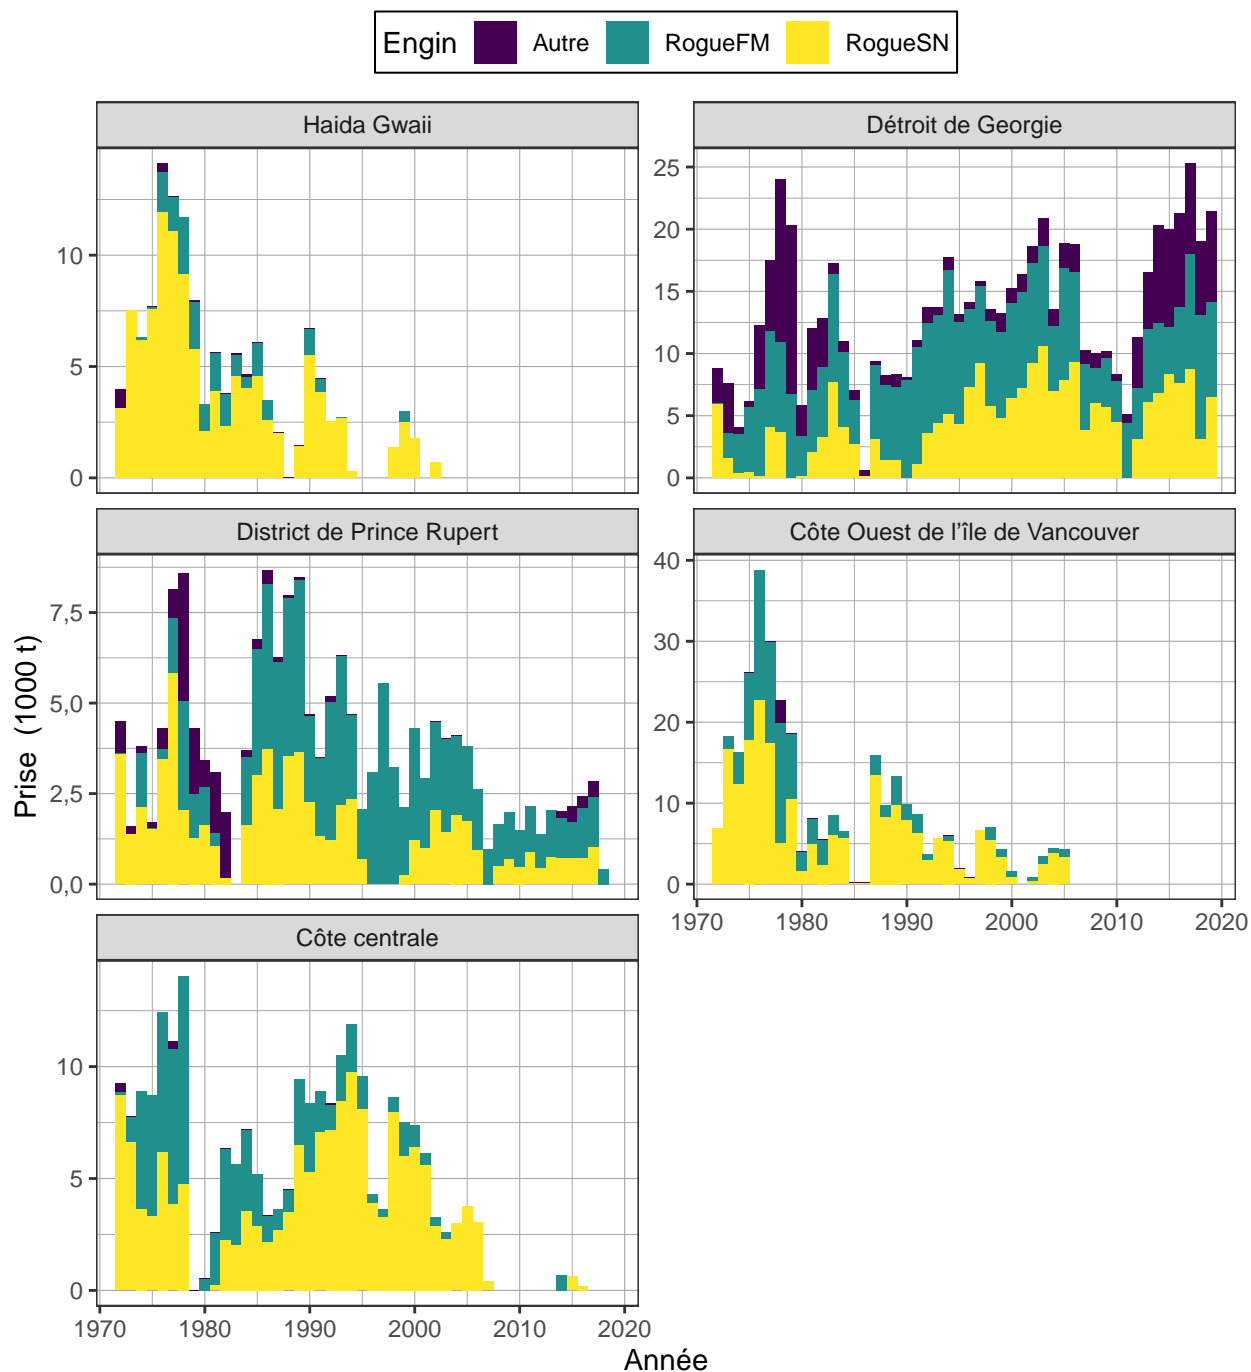 Engin Autre RogueFM RogueSN
Haida Gwaii
10
5
0
Détroit de Georgie
25
20
15
10
5
0
District de Prince Rupert
7,5
5,0
2,5
0,0
Côte Ouest de l'île de Vancouver
40
30
20
10
0
1970 1980 1990 2000 2010 2020
Côte centrale
10
5
0
1970 1980 1990 2000 2010 2020
Prise (1000 t)
Année